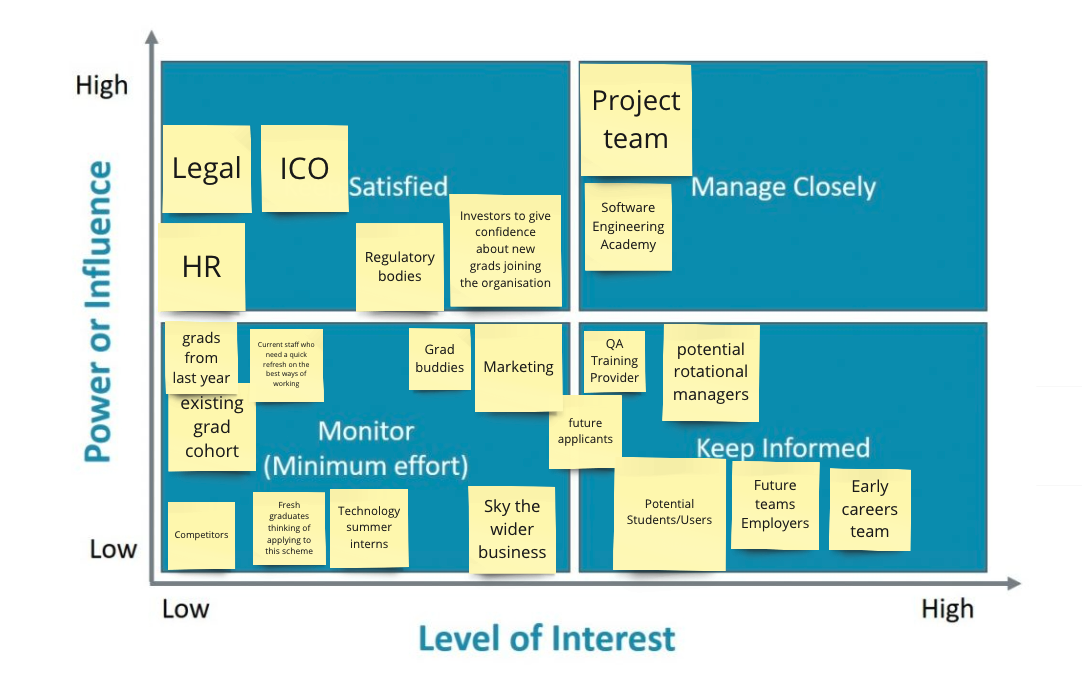 High
Power or Influence
Low
Low
High
Level of Interest
Legal
ICO
Satisfied
HR
Regulatory
bodies
Investors to give
confidence
about new
grads joining
the organisation
Project
team
Software
Engineering
Academy
Manage Closely
grads
from
last year
Current staff who
need a quick
refresh on the
best ways of
working
Grad
buddies
Marketing
existing
grad
cohort
Monitor
(Minimum effort)
Competitors
Fresh
graduates
thinking of
applying to
this scheme
Technology
summer
interns
Sky the
wider
business
future
applicants
QA
Training
Provider
potential
rotational
managers
Keep Informed
Potential
Students/Users
Future
teams
Employers
Early
careers
team